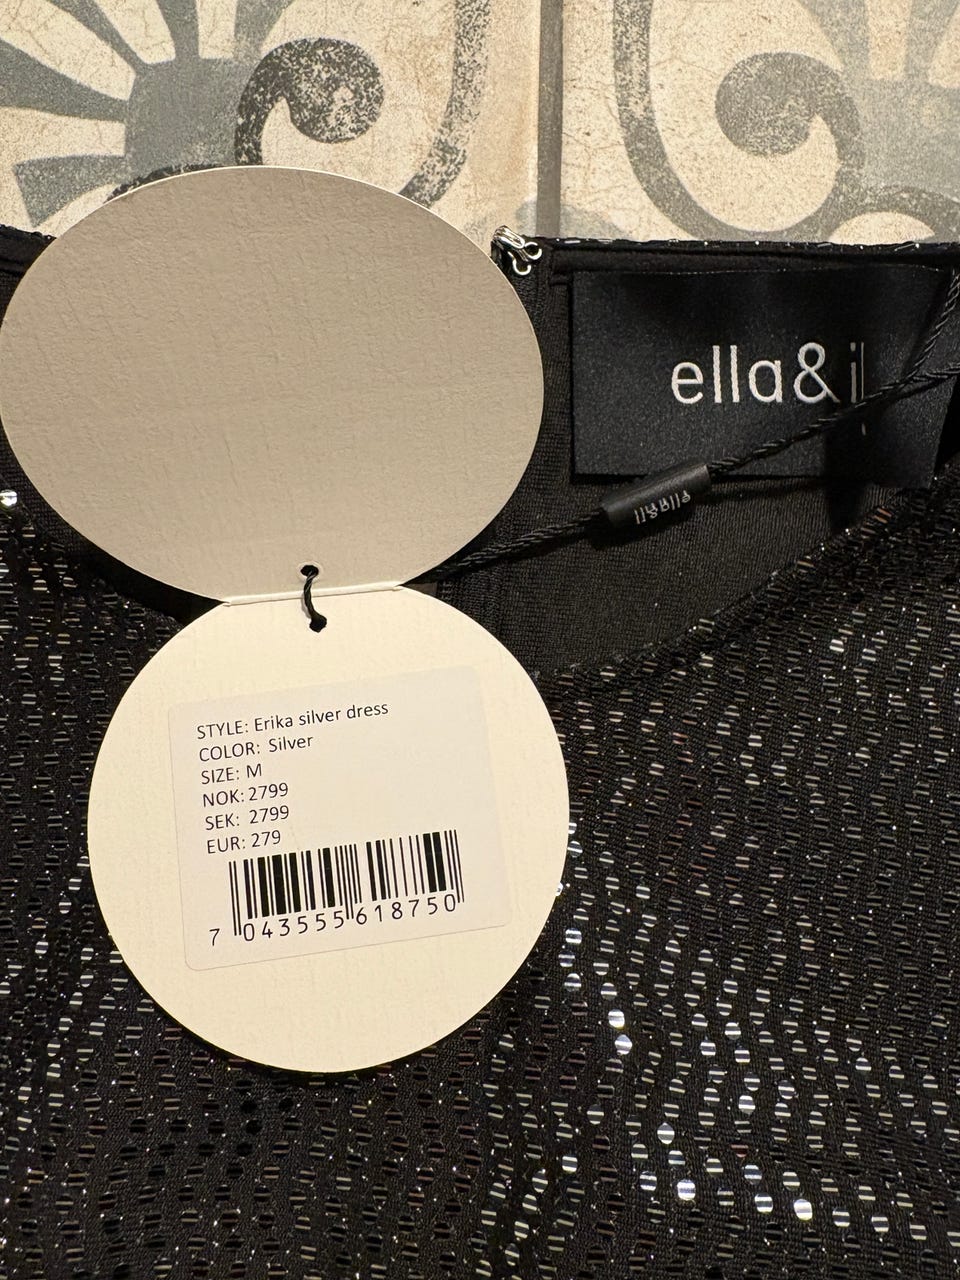 ella& il
STYLE: Erika silver dress
COLOR: Silver
SIZE: M
NOK: 2799
SEK: 2799
EUR: 279
7 043555 618750